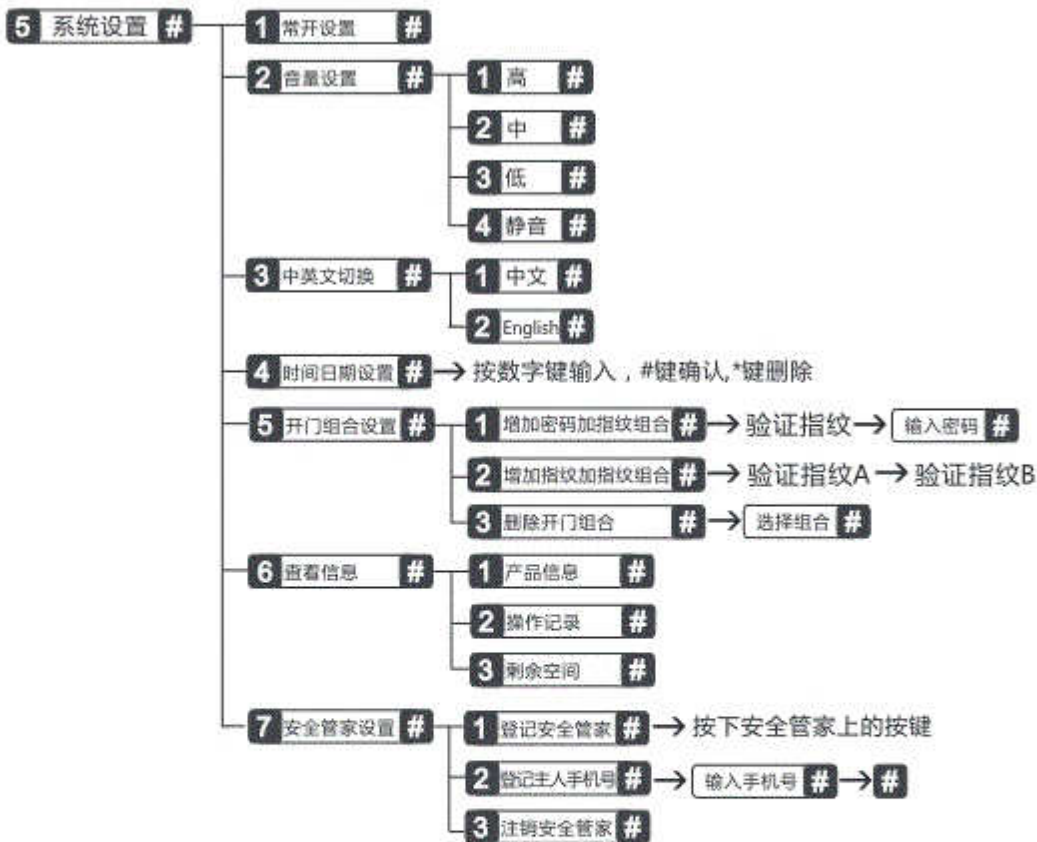 5 系统设置 # 1 常开设置 #
2 音量设置 # 1 高 #
2 中 #
3 低 #
4 静音 #
3 中英文切换 # 1 中文 #
2 English #
4 时间日期设置 # → 按数字键输入，#键确认,*键删除
5 开门组合设置 # 1 增加密码加指纹组合 # → 验证指纹 → 输入密码 #
2 增加指纹加指纹组合 # → 验证指纹A → 验证指纹B
3 删除开门组合 # → 选择组合 #
6 查看信息 # 1 产品信息 #
2 操作记录 #
3 剩余空间 #
7 安全管家设置 # 1 登记安全管家 # → 按下安全管家上的按键
2 登记主人手机号 # → 输入手机号 # → #
3 注销安全管家 #